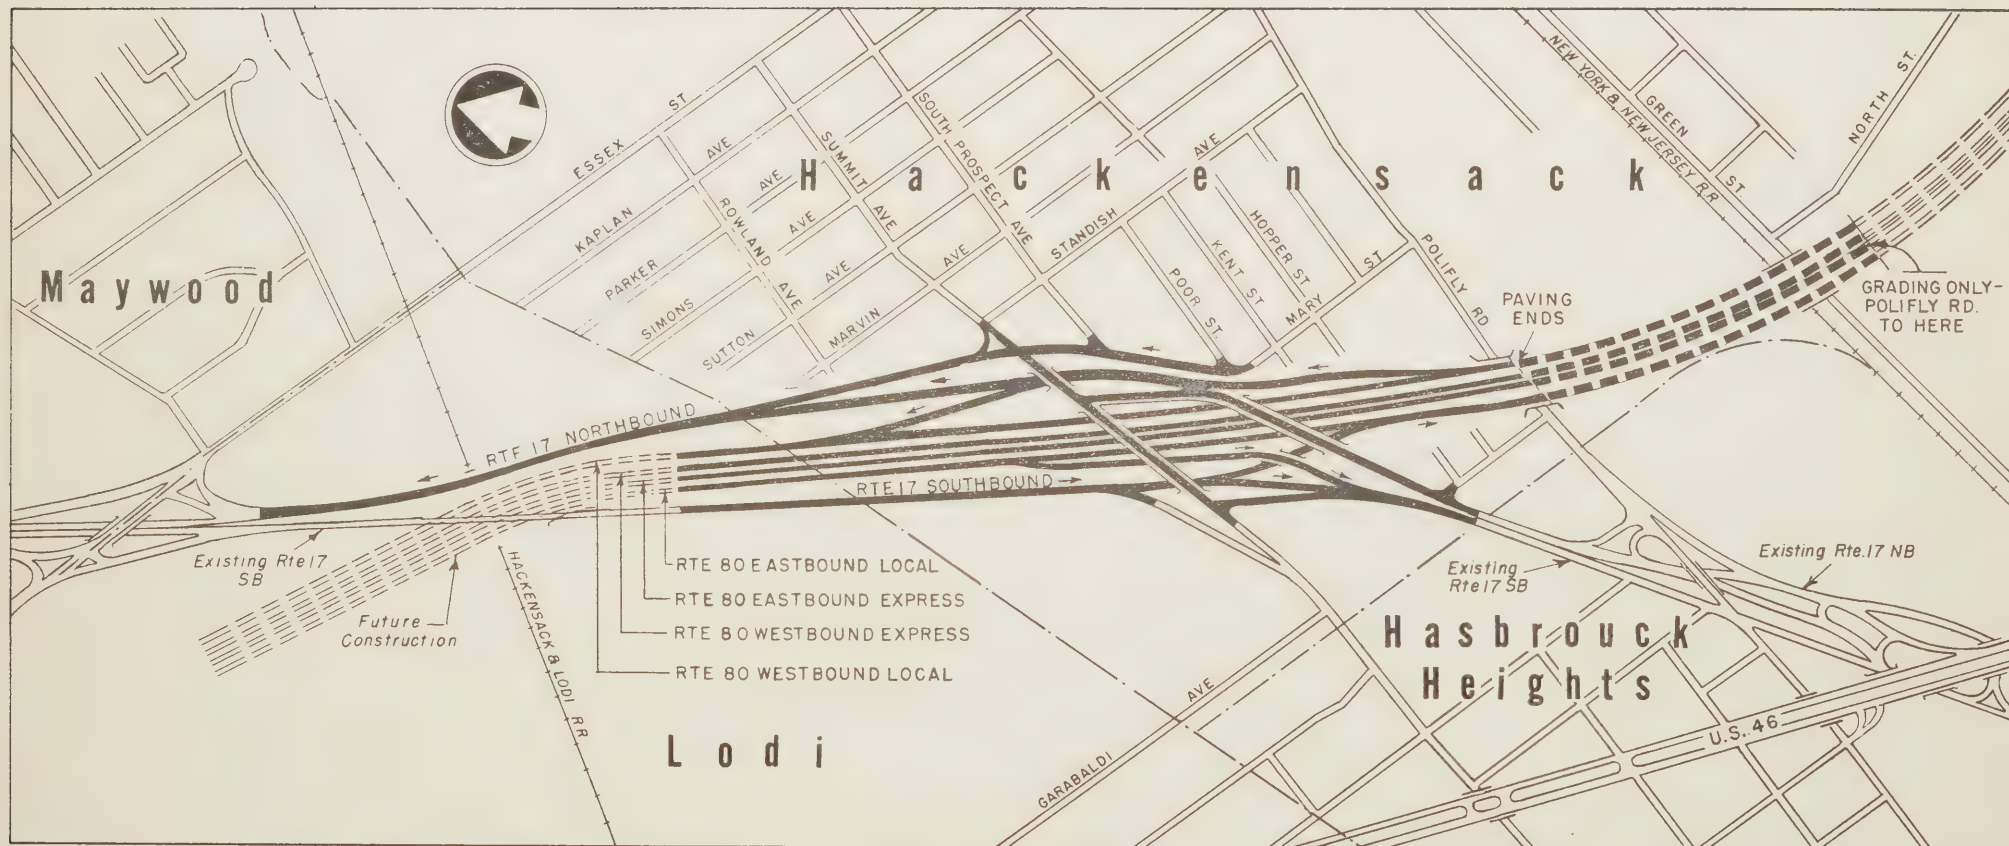 Maywood
Hackensack
Lodi
Hasbrouck
Heights
ESSEX ST
KAPLAN AVE
PARKER AVE
SIMONS AVE
SUTTON AVE
MARVIN AVE
ROWLAND AVE
SUMMIT AVE
SOUTH PROSPECT AVE
STANDISH AVE
POOR ST.
KENT ST
HOPPER ST
MARY ST
POLIFLY RD
NEW YORK & NEW JERSEY R.R
GREEN ST.
NORTH ST.
PAVING
ENDS
GRADING ONLY-
POLIFLY RD.
TO HERE
RTE 17 NORTHBOUND
RTE 17 SOUTHBOUND
Existing Rte 17
SB
Future
Construction
HACKENSACK & LODI RR
RTE 80 EASTBOUND LOCAL
RTE 80 EASTBOUND EXPRESS
RTE 80 WESTBOUND EXPRESS
RTE 80 WESTBOUND LOCAL
Existing
Rte 17 SB
Existing Rte. 17 NB
GARABALDI AVE
U.S. 46